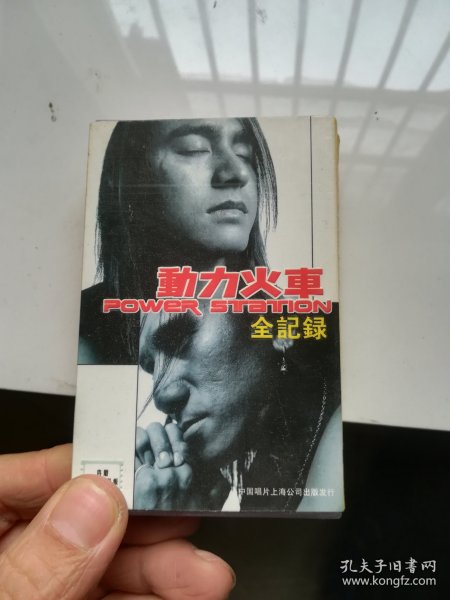 動力火車
POWER STATION
全記録
中国唱片上海公司出版发行
孔夫子旧书网
www.kongfz.com